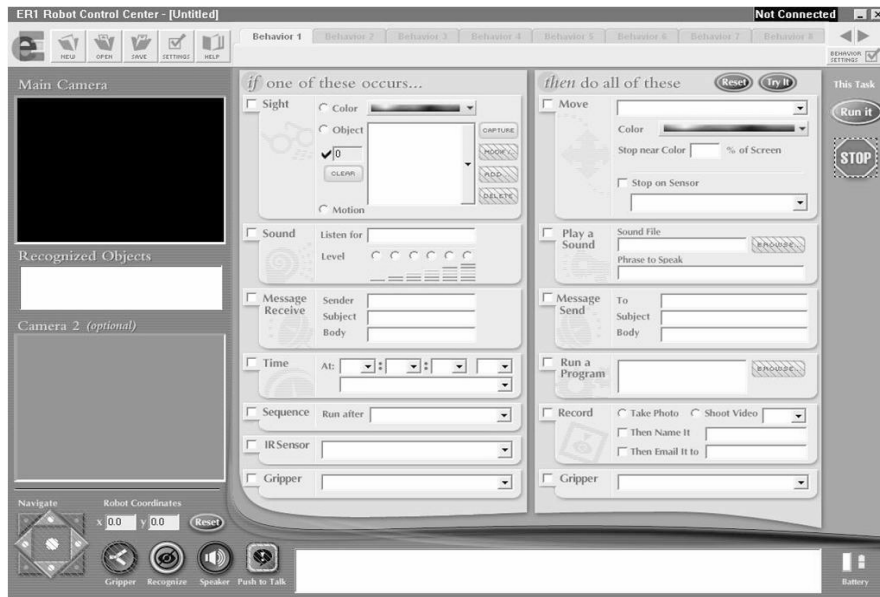 ER1 Robot Control Center - [Untitled]
Not Connected
NEW OPEN SAVE SETTINGS HELP
Behavior 1 Behavior 2 Behavior 3 Behavior 4 Behavior 5 Behavior 6 Behavior 7 Behavior 8
BEHAVIOR SETTINGS
Main Camera
Recognized Objects
Camera 2 (optional)
Navigate
Robot Coordinates
x 0.0 y 0.0 Reset
Gripper Recognize Speaker Push to Talk
if one of these occurs...
Sight
Color
Object
CAPTURE
0
CLEAR
ADD...
DELETE
Motion
Sound
Listen for
Level
Message Receive
Sender
Subject
Body
Time
At: : :
Sequence
Run after
IR Sensor
Gripper
then do all of these
Reset Try It
Move
Color
Stop near Color % of Screen
Stop on Sensor
Play a Sound
Sound File
BROWSE...
Phrase to Speak
Message Send
To
Subject
Body
Run a Program
BROWSE...
Record
Take Photo Shoot Video
Then Name It
Then Email It to
Gripper
This Task
Run it
STOP
Battery